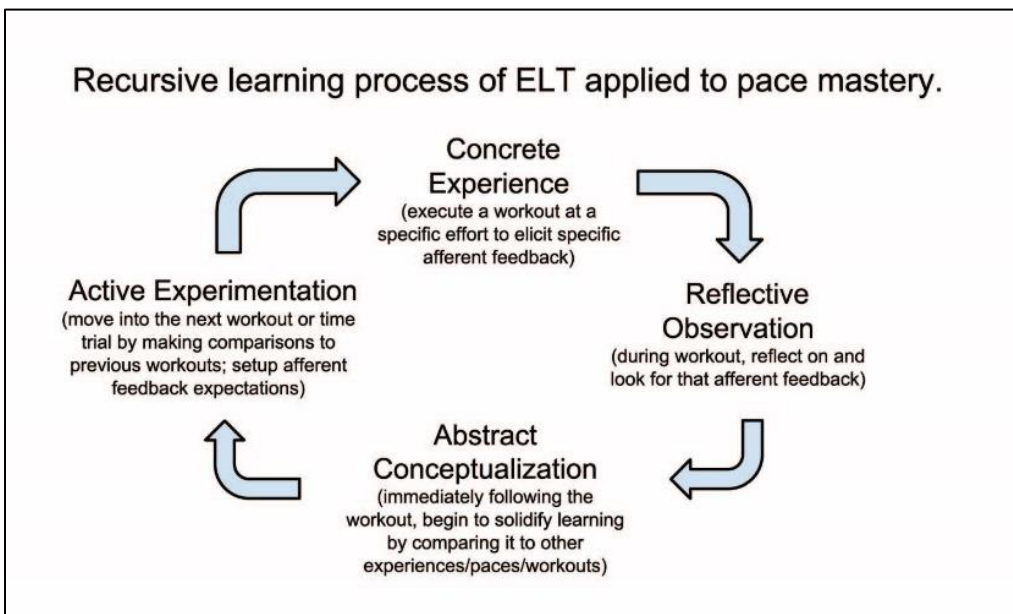 Recursive learning process of ELT applied to pace mastery.
Concrete
Experience
(execute a workout at a
specific effort to elicit specific
afferent feedback)
Reflective
Observation
(during workout, reflect on and
look for that afferent feedback)
Abstract
Conceptualization
(immediately following the
workout, begin to solidify learning
by comparing it to other
experiences/paces/workouts)
Active Experimentation
(move into the next workout or time
trial by making comparisons to
previous workouts; setup afferent
feedback expectations)